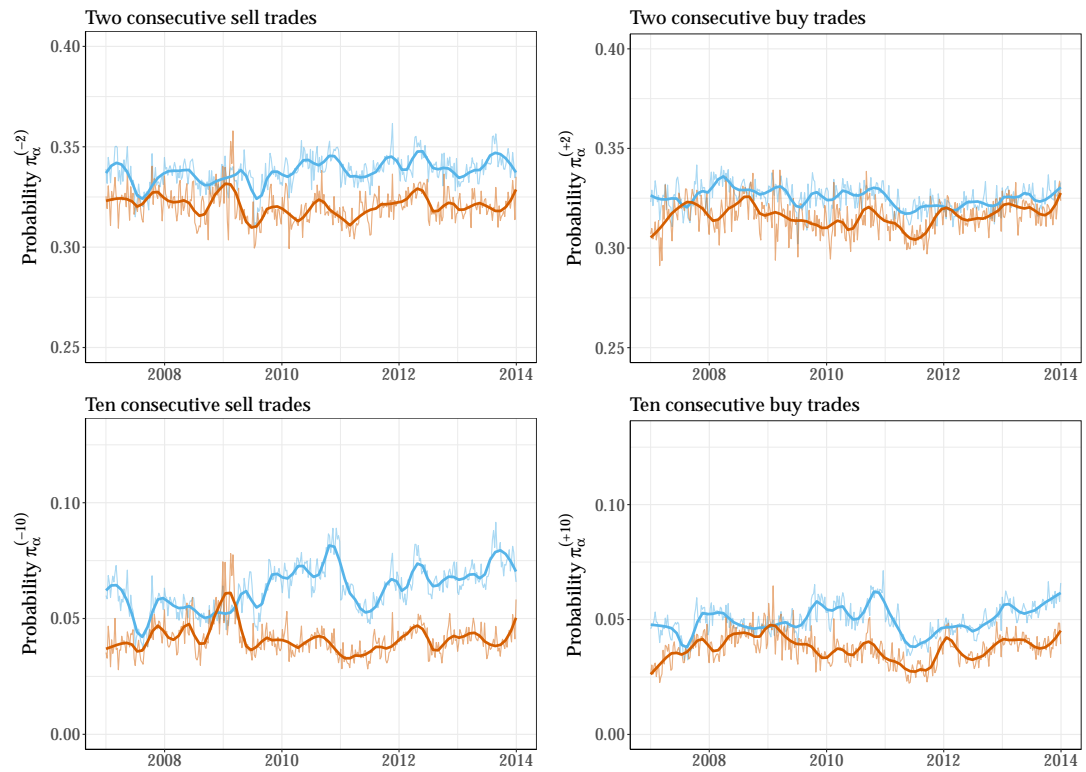 Two consecutive sell trades
Probability π_α^(−2)
0.40
0.35
0.30
0.25
2008 2010 2012 2014
Two consecutive buy trades
Probability π_α^(+2)
0.40
0.35
0.30
0.25
2008 2010 2012 2014
Ten consecutive sell trades
Probability π_α^(−10)
0.10
0.05
0.00
2008 2010 2012 2014
Ten consecutive buy trades
Probability π_α^(+10)
0.10
0.05
0.00
2008 2010 2012 2014